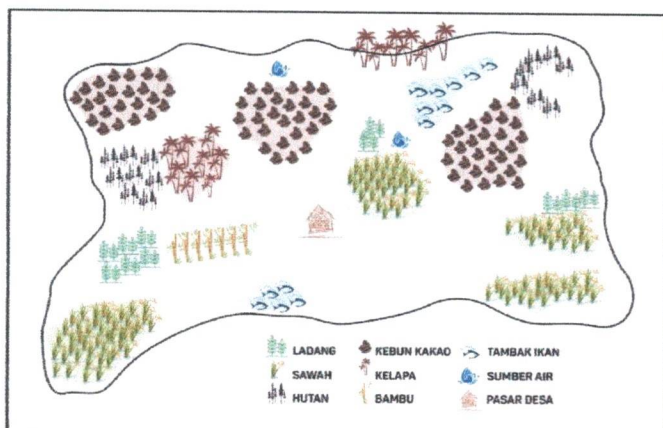 LADANG KEBUN KAKAO TAMBAK IKAN
SAWAH KELAPA SUMBER AIR
HUTAN BAMBU PASAR DESA